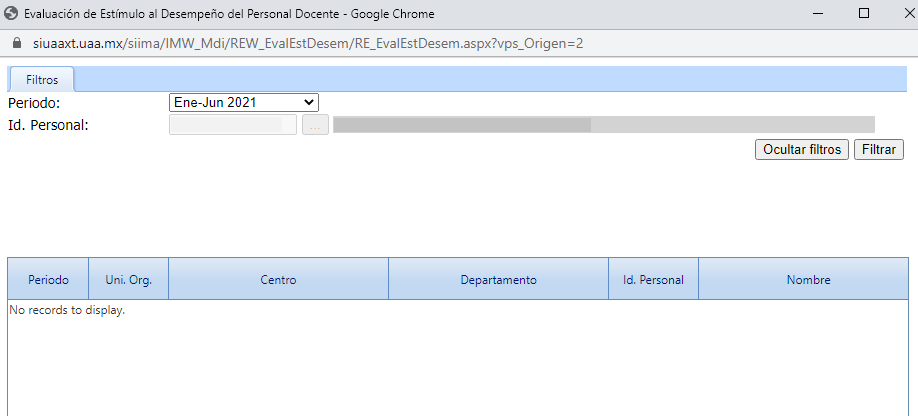 Evaluación de Estímulo al Desempeño del Personal Docente - Google Chrome
siuaaxt.uaa.mx/siima/IMW_Mdi/REW_EvalEstDesem/RE_EvalEstDesem.aspx?vps_Origen=2
Filtros
Periodo: Ene-Jun 2021
Id. Personal: ...
Ocultar filtros Filtrar
Periodo Uni. Org. Centro Departamento Id. Personal Nombre
No records to display.